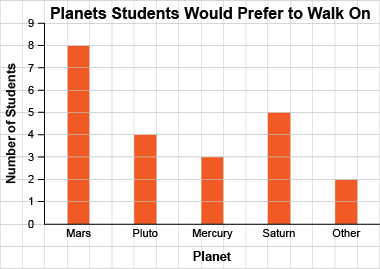 Planets Students Would Prefer to Walk On
Number of Students
9
8
7
6
5
4
3
2
1
0
Mars Pluto Mercury Saturn Other
Planet